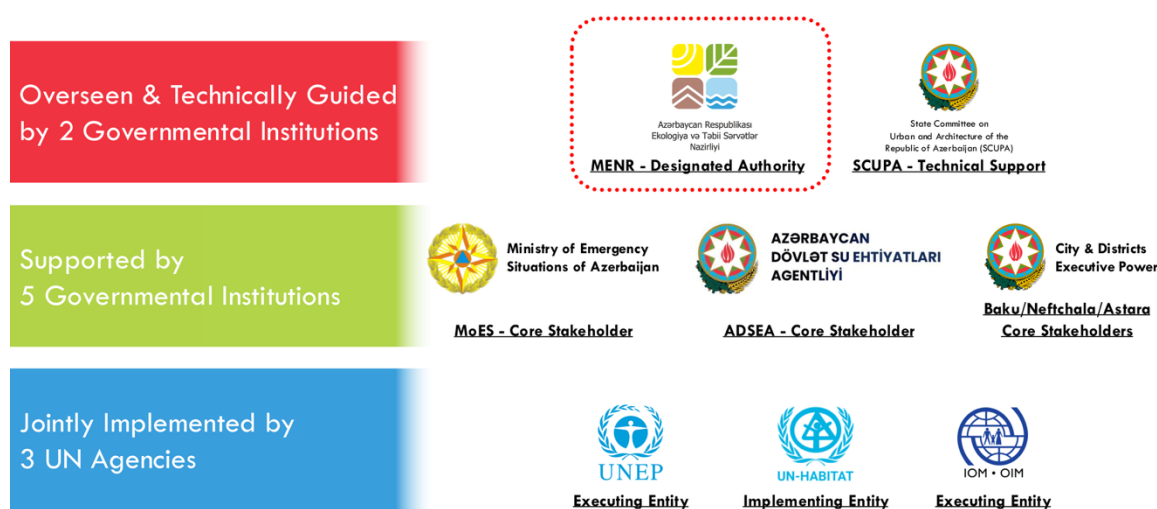 Overseen & Technically Guided
by 2 Governmental Institutions
Azərbaycan Respublikası
Ekologiya və Təbii Sərvətlər
Nazirliyi
MENR - Designated Authority
State Committee on
Urban and Architecture of the
Republic of Azerbaijan (SCUPA)
SCUPA - Technical Support
Supported by
5 Governmental Institutions
Ministry of Emergency
Situations of Azerbaijan
MoES - Core Stakeholder
AZƏRBAYCAN
DÖVLƏT SU EHTİYATLARI
AGENTLİYİ
ADSEA - Core Stakeholder
City & Districts
Executive Power
Baku/Neftchala/Astara
Core Stakeholders
Jointly Implemented by
3 UN Agencies
UNEP
Executing Entity
UN-HABITAT
Implementing Entity
IOM • OIM
Executing Entity